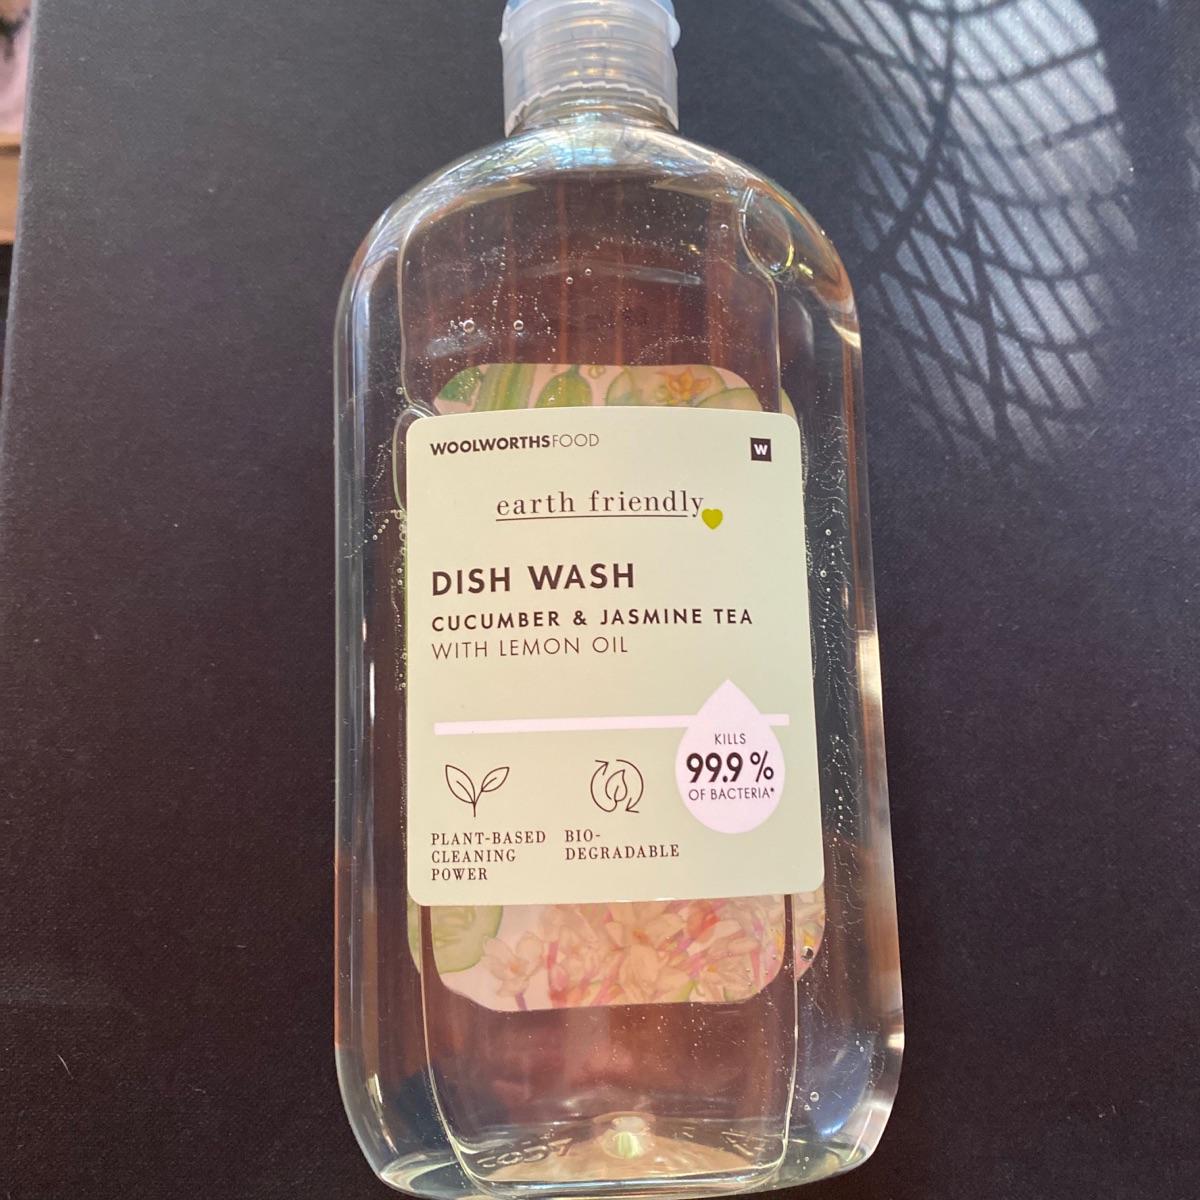 WOOLWORTHSFOOD
W
earth friendly
DISH WASH
CUCUMBER & JASMINE TEA
WITH LEMON OIL
KILLS
99.9%
OF BACTERIA*
PLANT-BASED
CLEANING
POWER
BIO-
DEGRADABLE